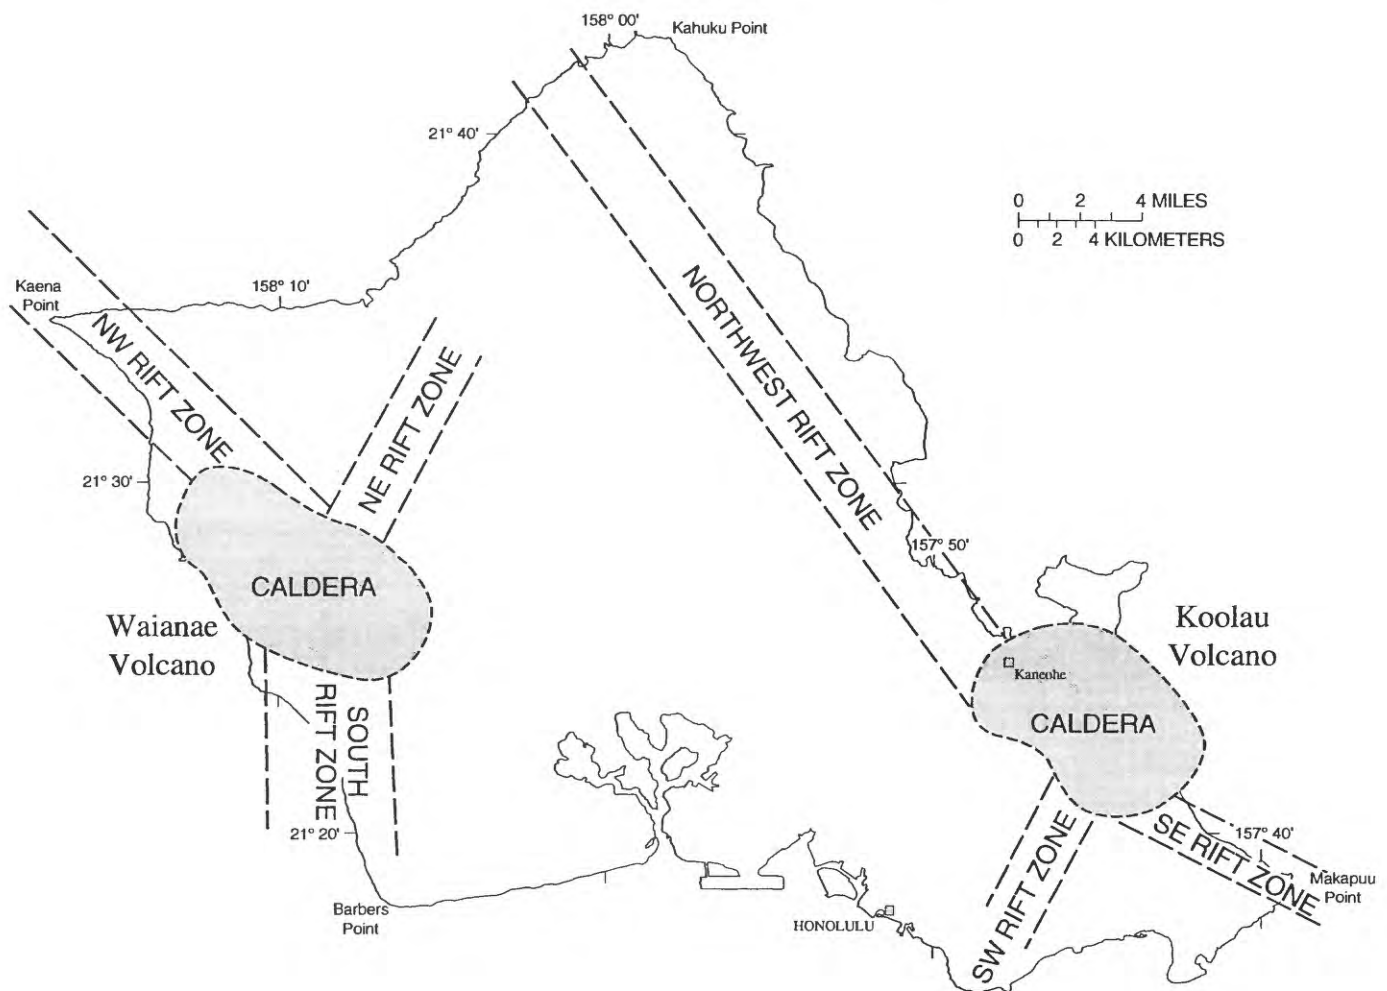 158° 00'
Kahuku Point
21° 40'
0 2 4 MILES
0 2 4 KILOMETERS
Kaena
Point
158° 10'
NW RIFT ZONE
NE RIFT ZONE
NORTHWEST RIFT ZONE
21° 30'
157° 50'
CALDERA
Waianae
Volcano
Koolau
Volcano
Kaneohe
CALDERA
SOUTH
RIFT ZONE
21° 20'
SW RIFT ZONE
SE RIFT ZONE
157° 40'
Makapuu
Point
Barbers
Point
HONOLULU